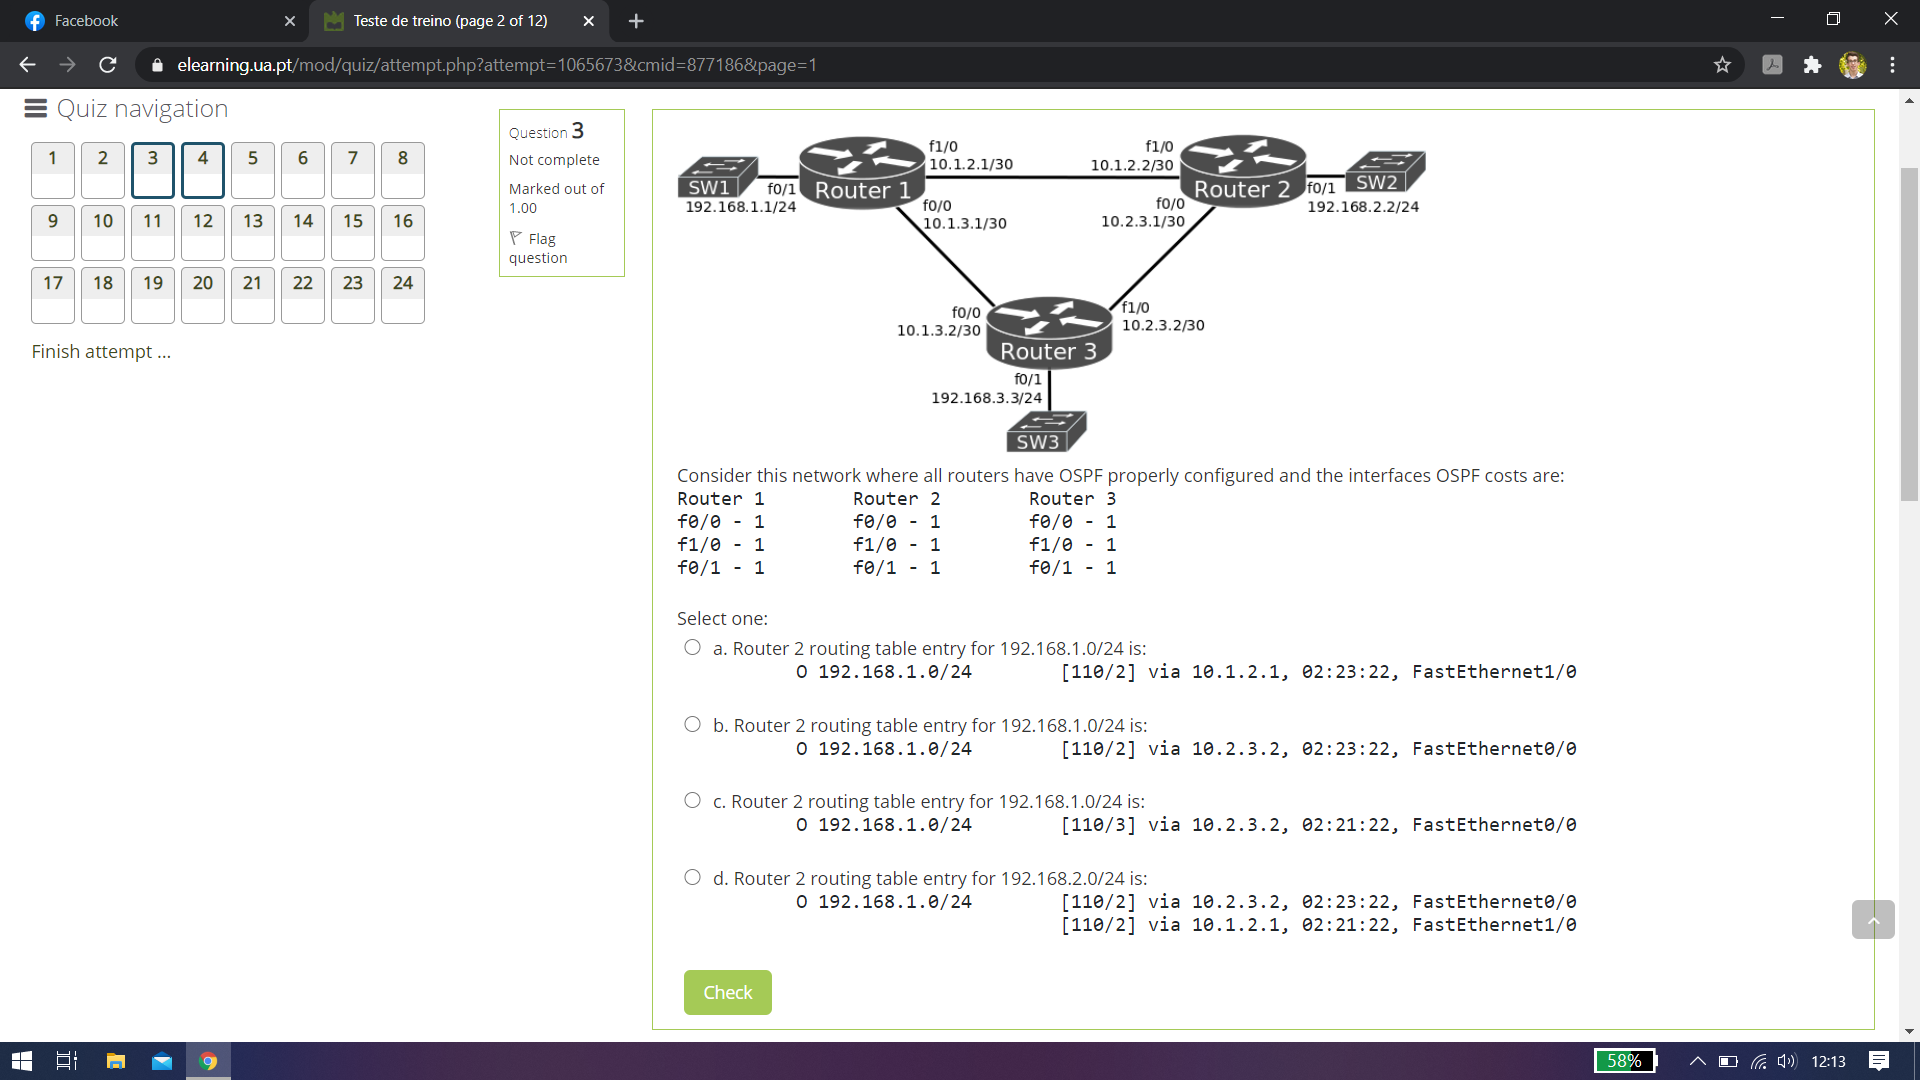 Facebook
Teste de treino (page 2 of 12)
elearning.ua.pt/mod/quiz/attempt.php?attempt=1065673&cmid=877186&page=1
Quiz navigation
1 2 3 4 5 6 7 8
9 10 11 12 13 14 15 16
17 18 19 20 21 22 23 24
Finish attempt ...
Question 3
Not complete
Marked out of
1.00
Flag
question
SW1
f0/1
192.168.1.1/24
Router 1
f1/0
10.1.2.1/30
f0/0
10.1.3.1/30
f1/0
10.1.2.2/30
Router 2
f0/0
10.2.3.1/30
f0/1
SW2
192.168.2.2/24
f0/0
10.1.3.2/30
f1/0
10.2.3.2/30
Router 3
f0/1
192.168.3.3/24
SW3
Consider this network where all routers have OSPF properly configured and the interfaces OSPF costs are:
Router 1 Router 2 Router 3
f0/0 - 1 f0/0 - 1 f0/0 - 1
f1/0 - 1 f1/0 - 1 f1/0 - 1
f0/1 - 1 f0/1 - 1 f0/1 - 1
Select one:
a. Router 2 routing table entry for 192.168.1.0/24 is:
O 192.168.1.0/24 [110/2] via 10.1.2.1, 02:23:22, FastEthernet1/0
b. Router 2 routing table entry for 192.168.1.0/24 is:
O 192.168.1.0/24 [110/2] via 10.2.3.2, 02:23:22, FastEthernet0/0
c. Router 2 routing table entry for 192.168.1.0/24 is:
O 192.168.1.0/24 [110/3] via 10.2.3.2, 02:21:22, FastEthernet0/0
d. Router 2 routing table entry for 192.168.2.0/24 is:
O 192.168.1.0/24 [110/2] via 10.2.3.2, 02:23:22, FastEthernet0/0
[110/2] via 10.1.2.1, 02:21:22, FastEthernet1/0
Check
58%
12:13